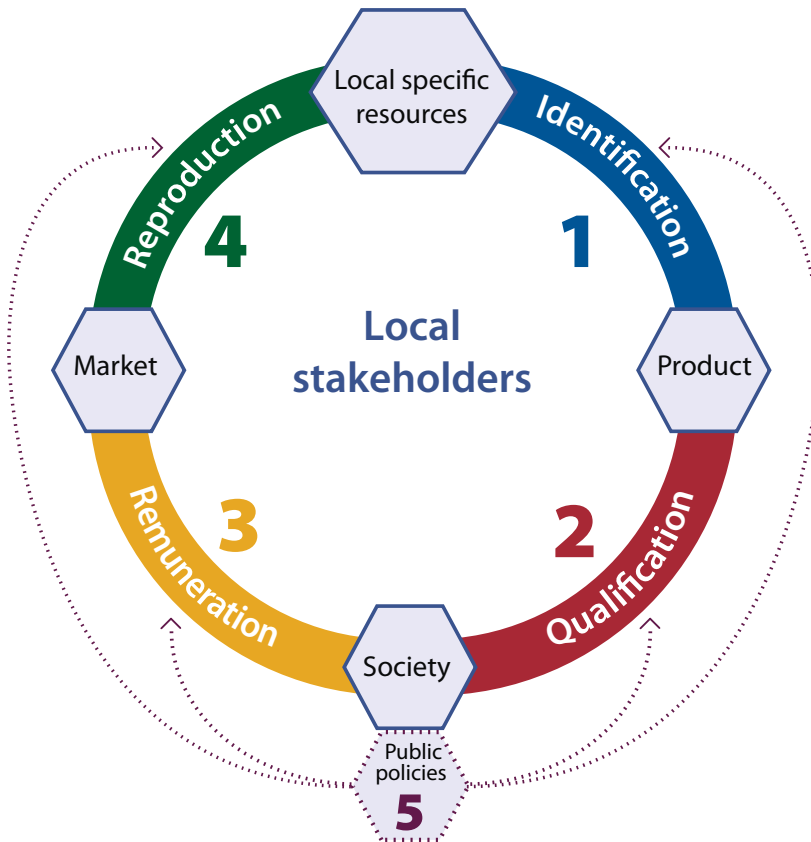 Local specific
resources
Identification
1
Product
Qualification
2
Society
Remuneration
3
Market
Reproduction
4
Local
stakeholders
Public
policies
5